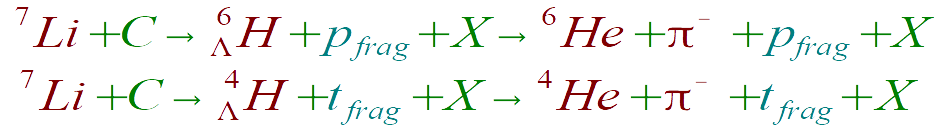 ⁷Li + C → ⁶ΛH + p_frag + X → ⁶He + π⁻ + p_frag + X
⁷Li + C → ⁴ΛH + t_frag + X → ⁴He + π⁻ + t_frag + X